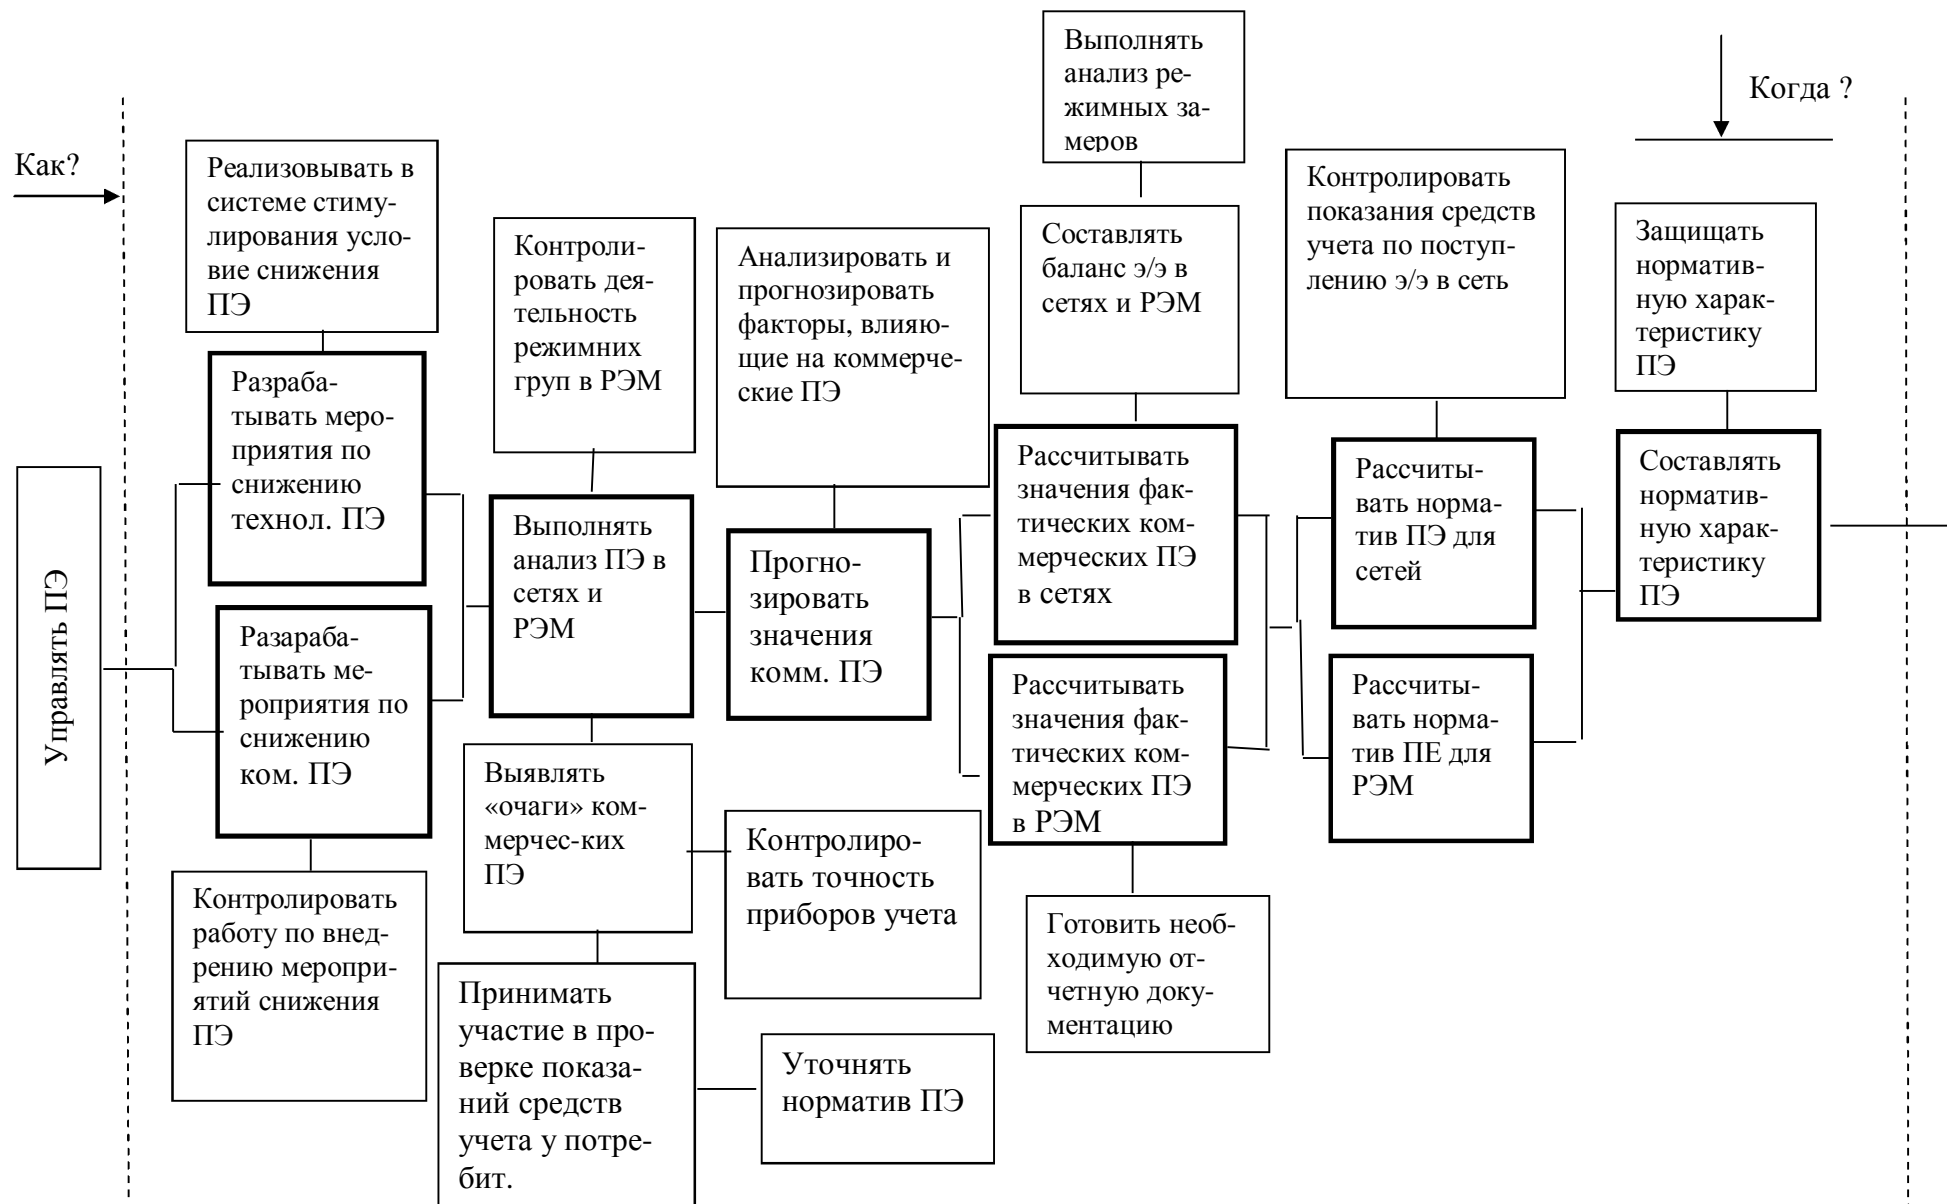 Как?
Управлять ПЭ
Реализовывать в
системе стиму-
лирования усло-
вие снижения
ПЭ
Разраба-
тывать меро-
приятия по
снижению
технол. ПЭ
Разараба-
тывать ме-
роприятия по
снижению
ком. ПЭ
Контролировать
работу по внед-
рению меропри-
ятий снижения
ПЭ
Контроли-
ровать дея-
тельность
режимних
груп в РЭМ
Выполнять
анализ ПЭ в
сетях и
РЭМ
Выявлять
«очаги» ком-
мерчес-ких
ПЭ
Принимать
участие в про-
верке показа-
ний средств
учета у потре-
бит.
Анализировать и
прогнозировать
факторы, влияю-
щие на коммерче-
ские ПЭ
Прогно-
зировать
значения
комм. ПЭ
Контролиро-
вать точность
приборов учета
Уточнять
норматив ПЭ
Выполнять
анализ ре-
жимных за-
меров
Составлять
баланс э/э в
сетях и РЭМ
Рассчитывать
значения фак-
тических ком-
мерческих ПЭ
в сетях
Рассчитывать
значения фак-
тических ком-
мерческих ПЭ
в РЭМ
Готовить необ-
ходимую от-
четную доку-
ментацию
Контролировать
показания средств
учета по поступ-
лению э/э в сеть
Рассчиты-
вать норма-
тив ПЭ для
сетей
Рассчиты-
вать норма-
тив ПЕ для
РЭМ
Когда ?
Защищать
норматив-
ную харак-
теристику
ПЭ
Составлять
норматив-
ную харак-
теристику
ПЭ